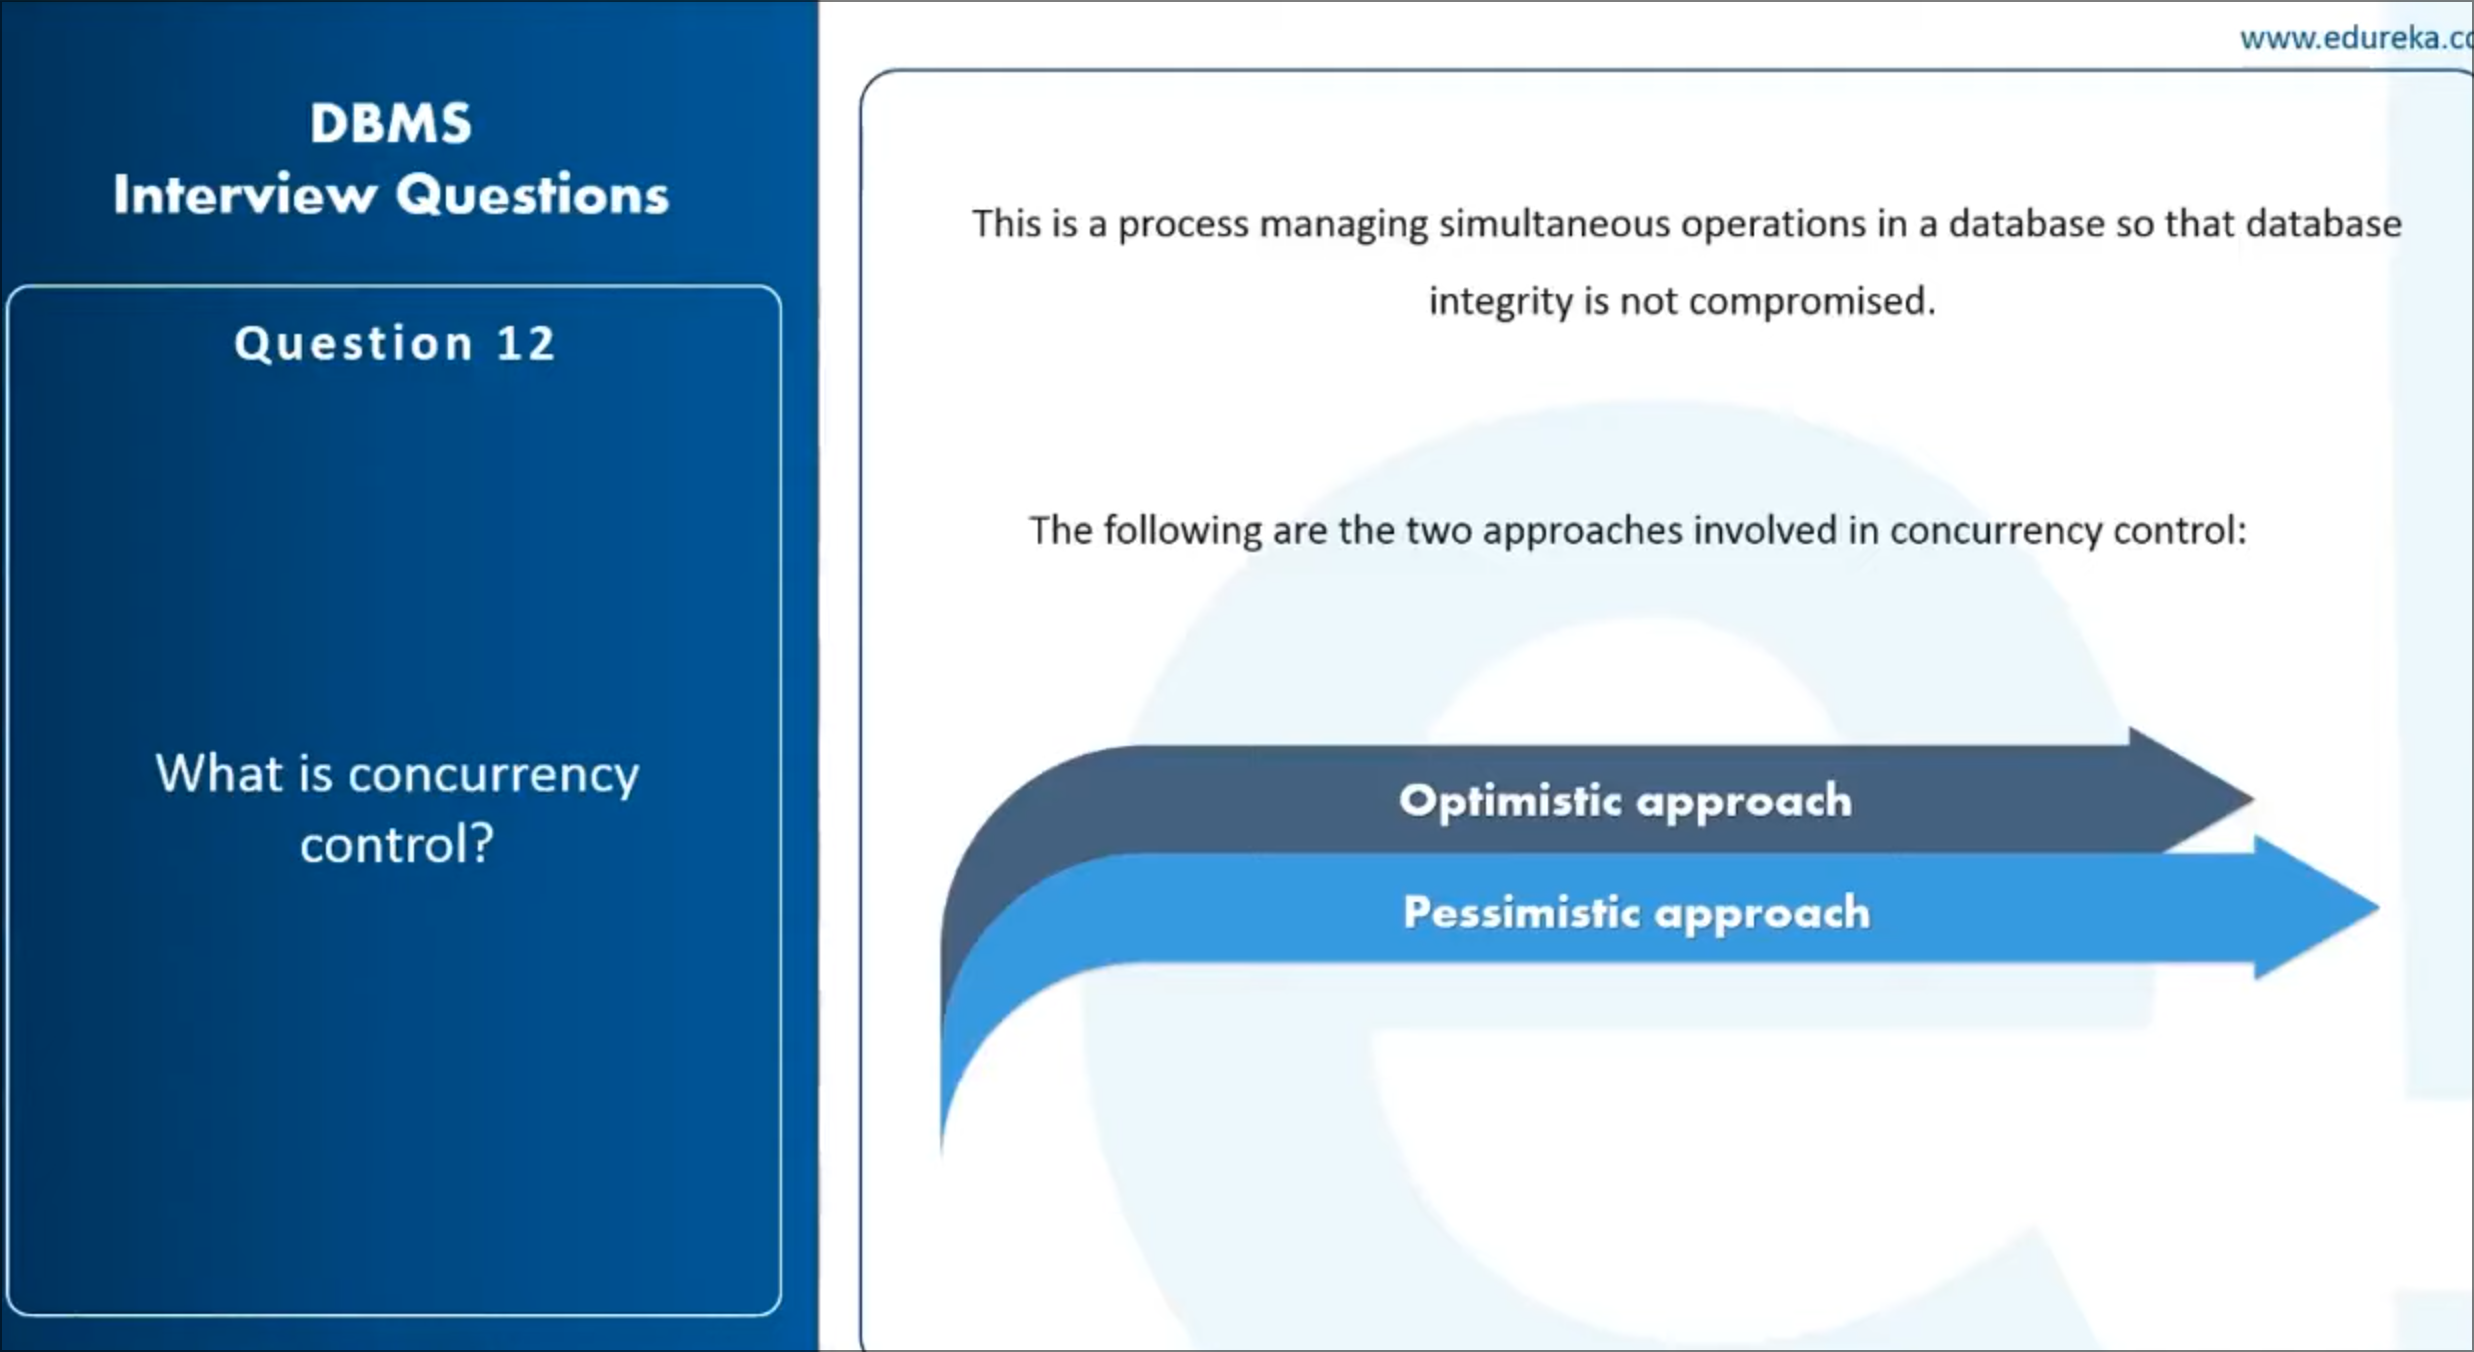 DBMS
Interview Questions
Question 12
What is concurrency
control?
This is a process managing simultaneous operations in a database so that database
integrity is not compromised.
The following are the two approaches involved in concurrency control:
Optimistic approach
Pessimistic approach